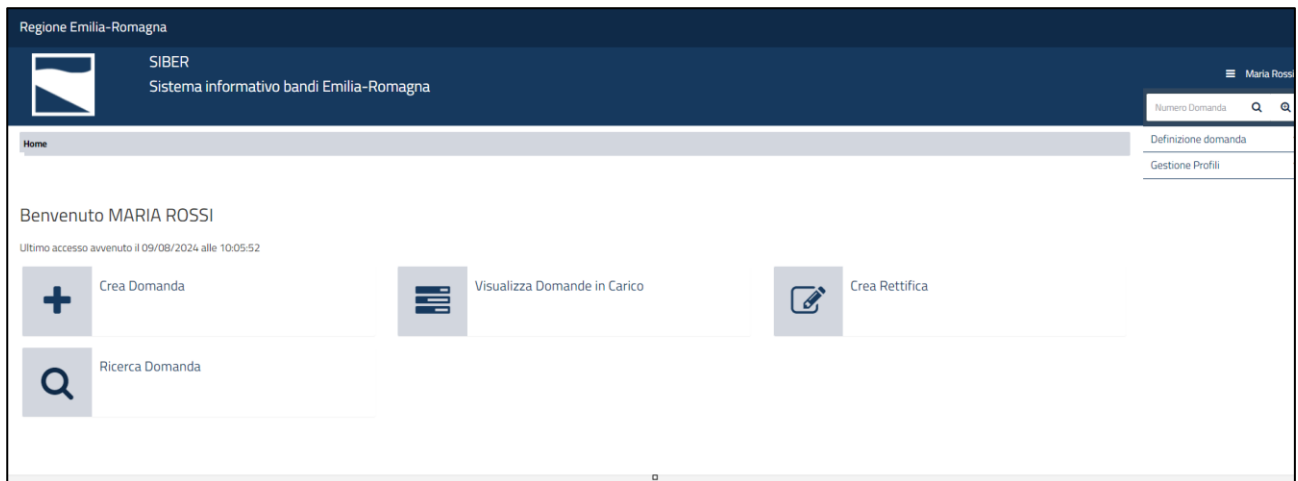 Regione Emilia-Romagna
SIBER
Sistema informativo bandi Emilia-Romagna
Maria Rossi
Numero Domanda
Home
Definizione domanda
Gestione Profili
Benvenuto MARIA ROSSI
Ultimo accesso avvenuto il 09/08/2024 alle 10:05:52
Crea Domanda
Visualizza Domande in Carico
Crea Rettifica
Ricerca Domanda